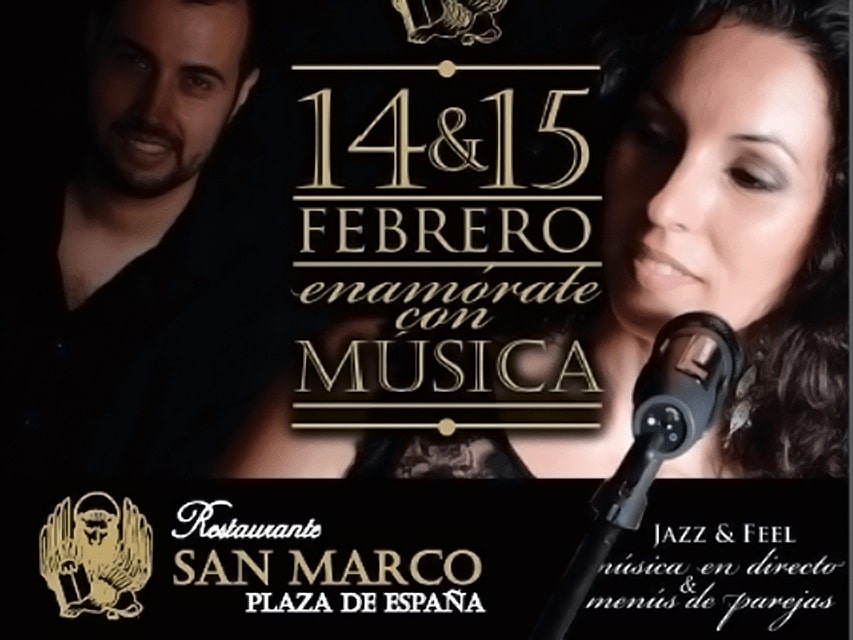 14&15
FEBRERO
enamórate
con
MÚSICA
Restaurante
SAN MARCO
PLAZA DE ESPAÑA
JAZZ & FEEL
música en directo
&
menús de parejas